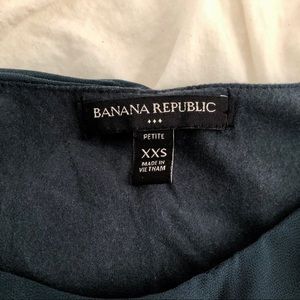 BANANA REPUBLIC
PETITE
XXS
MADE IN
VIETNAM